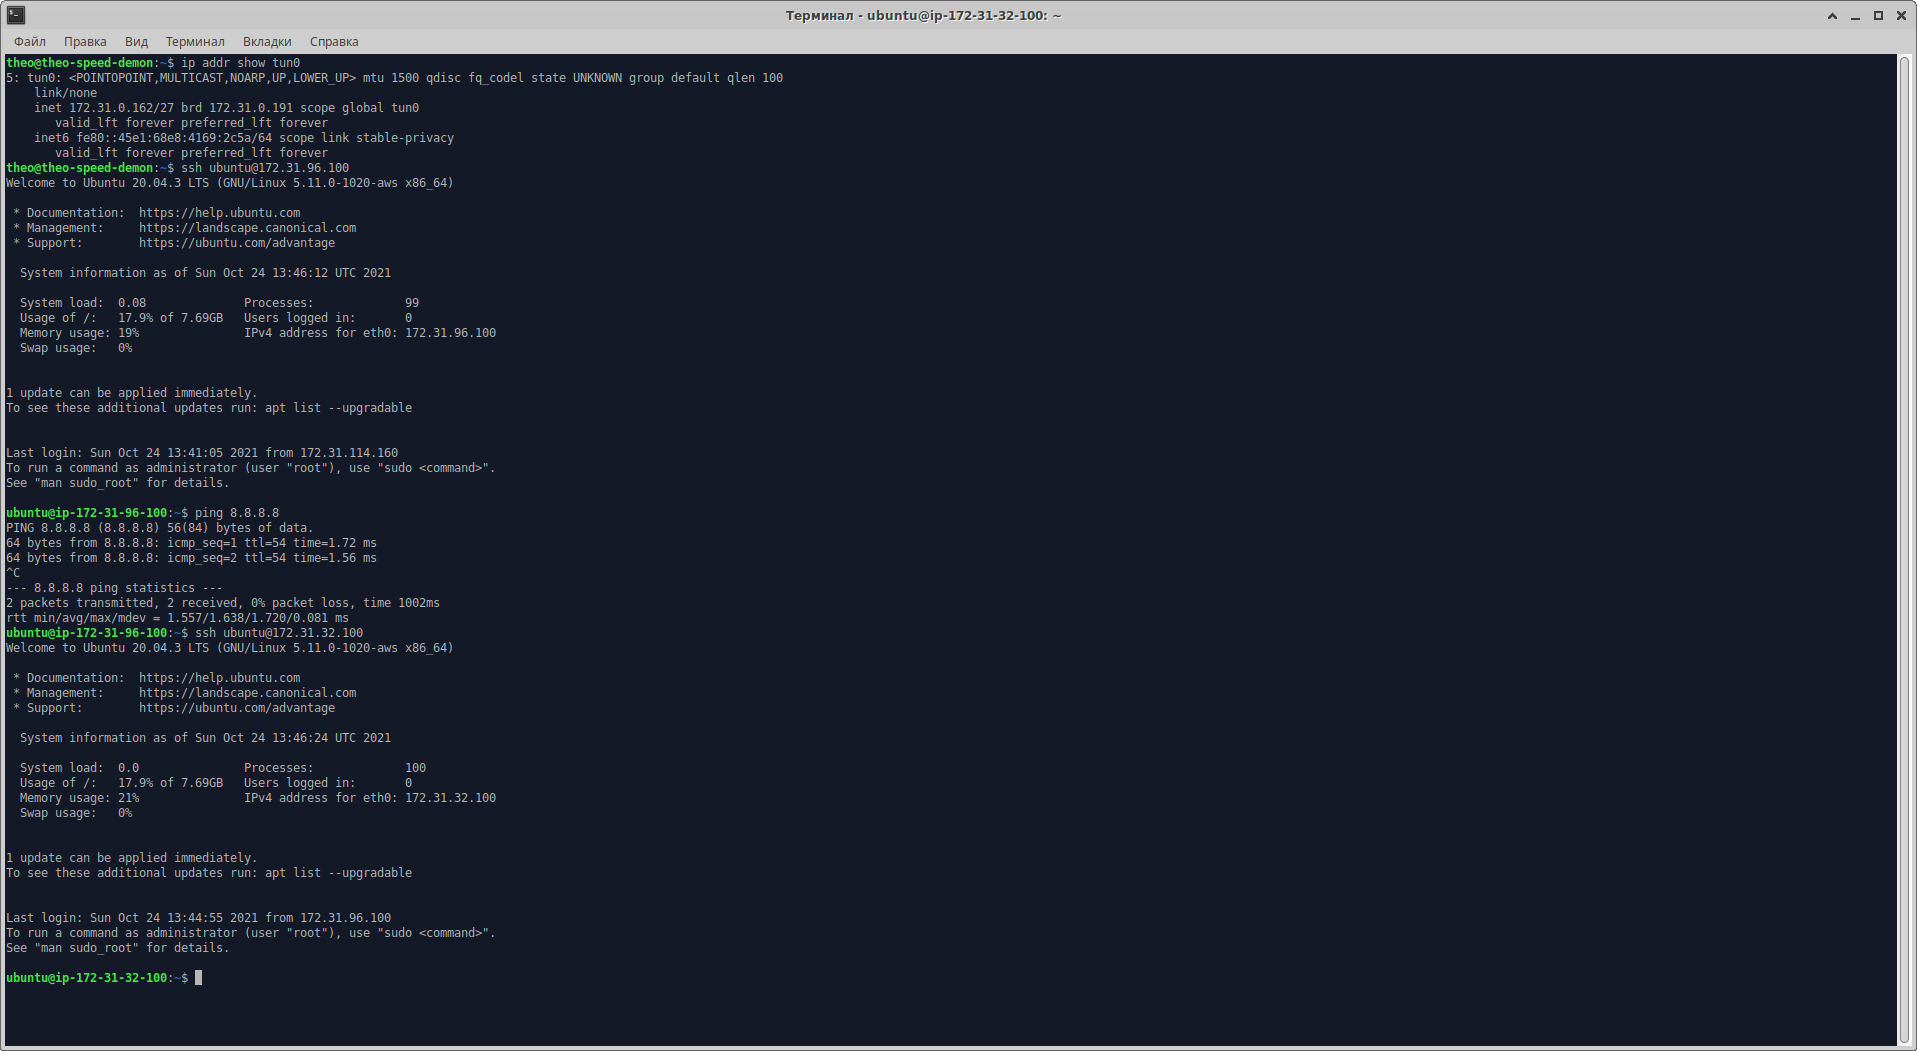 Терминал - ubuntu@ip-172-31-32-100: ~
Файл Правка Вид Терминал Вкладки Справка
theo@theo-speed-demon:~$ ip addr show tun0
5: tun0: <POINTOPOINT,MULTICAST,NOARP,UP,LOWER_UP> mtu 1500 qdisc fq_codel state UNKNOWN group default qlen 100
    link/none
    inet 172.31.0.162/27 brd 172.31.0.191 scope global tun0
       valid_lft forever preferred_lft forever
    inet6 fe80::45e1:68e8:4169:2c5a/64 scope link stable-privacy
       valid_lft forever preferred_lft forever
theo@theo-speed-demon:~$ ssh ubuntu@172.31.96.100
Welcome to Ubuntu 20.04.3 LTS (GNU/Linux 5.11.0-1020-aws x86_64)

 * Documentation:  https://help.ubuntu.com
 * Management:     https://landscape.canonical.com
 * Support:        https://ubuntu.com/advantage

  System information as of Sun Oct 24 13:46:12 UTC 2021

  System load:  0.08              Processes:             99
  Usage of /:   17.9% of 7.69GB   Users logged in:       0
  Memory usage: 19%               IPv4 address for eth0: 172.31.96.100
  Swap usage:   0%

1 update can be applied immediately.
To see these additional updates run: apt list --upgradable

Last login: Sun Oct 24 13:41:05 2021 from 172.31.114.160
To run a command as administrator (user "root"), use "sudo <command>".
See "man sudo_root" for details.

ubuntu@ip-172-31-96-100:~$ ping 8.8.8.8
PING 8.8.8.8 (8.8.8.8) 56(84) bytes of data.
64 bytes from 8.8.8.8: icmp_seq=1 ttl=54 time=1.72 ms
64 bytes from 8.8.8.8: icmp_seq=2 ttl=54 time=1.56 ms
^C
--- 8.8.8.8 ping statistics ---
2 packets transmitted, 2 received, 0% packet loss, time 1002ms
rtt min/avg/max/mdev = 1.557/1.638/1.720/0.081 ms
ubuntu@ip-172-31-96-100:~$ ssh ubuntu@172.31.32.100
Welcome to Ubuntu 20.04.3 LTS (GNU/Linux 5.11.0-1020-aws x86_64)

 * Documentation:  https://help.ubuntu.com
 * Management:     https://landscape.canonical.com
 * Support:        https://ubuntu.com/advantage

  System information as of Sun Oct 24 13:46:24 UTC 2021

  System load:  0.0               Processes:             100
  Usage of /:   17.9% of 7.69GB   Users logged in:       0
  Memory usage: 21%               IPv4 address for eth0: 172.31.32.100
  Swap usage:   0%

1 update can be applied immediately.
To see these additional updates run: apt list --upgradable

Last login: Sun Oct 24 13:44:55 2021 from 172.31.96.100
To run a command as administrator (user "root"), use "sudo <command>".
See "man sudo_root" for details.

ubuntu@ip-172-31-32-100:~$